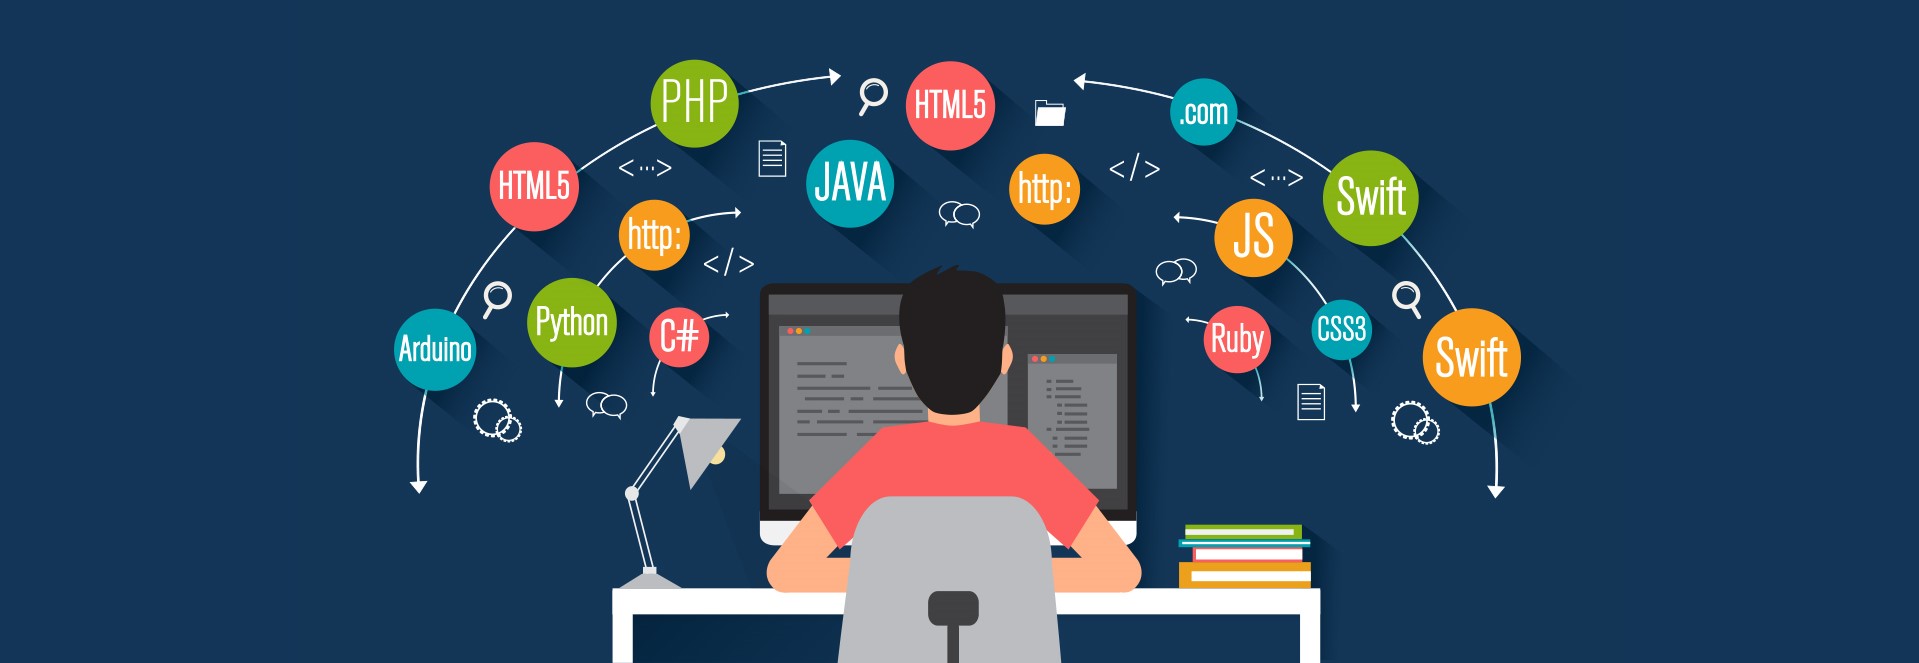 PHP
HTML5
.com
HTML5
JAVA
http:
Swift
http:
JS
Python
C#
Ruby
CSS3
Arduino
Swift
<···>
</>
</>
<···>